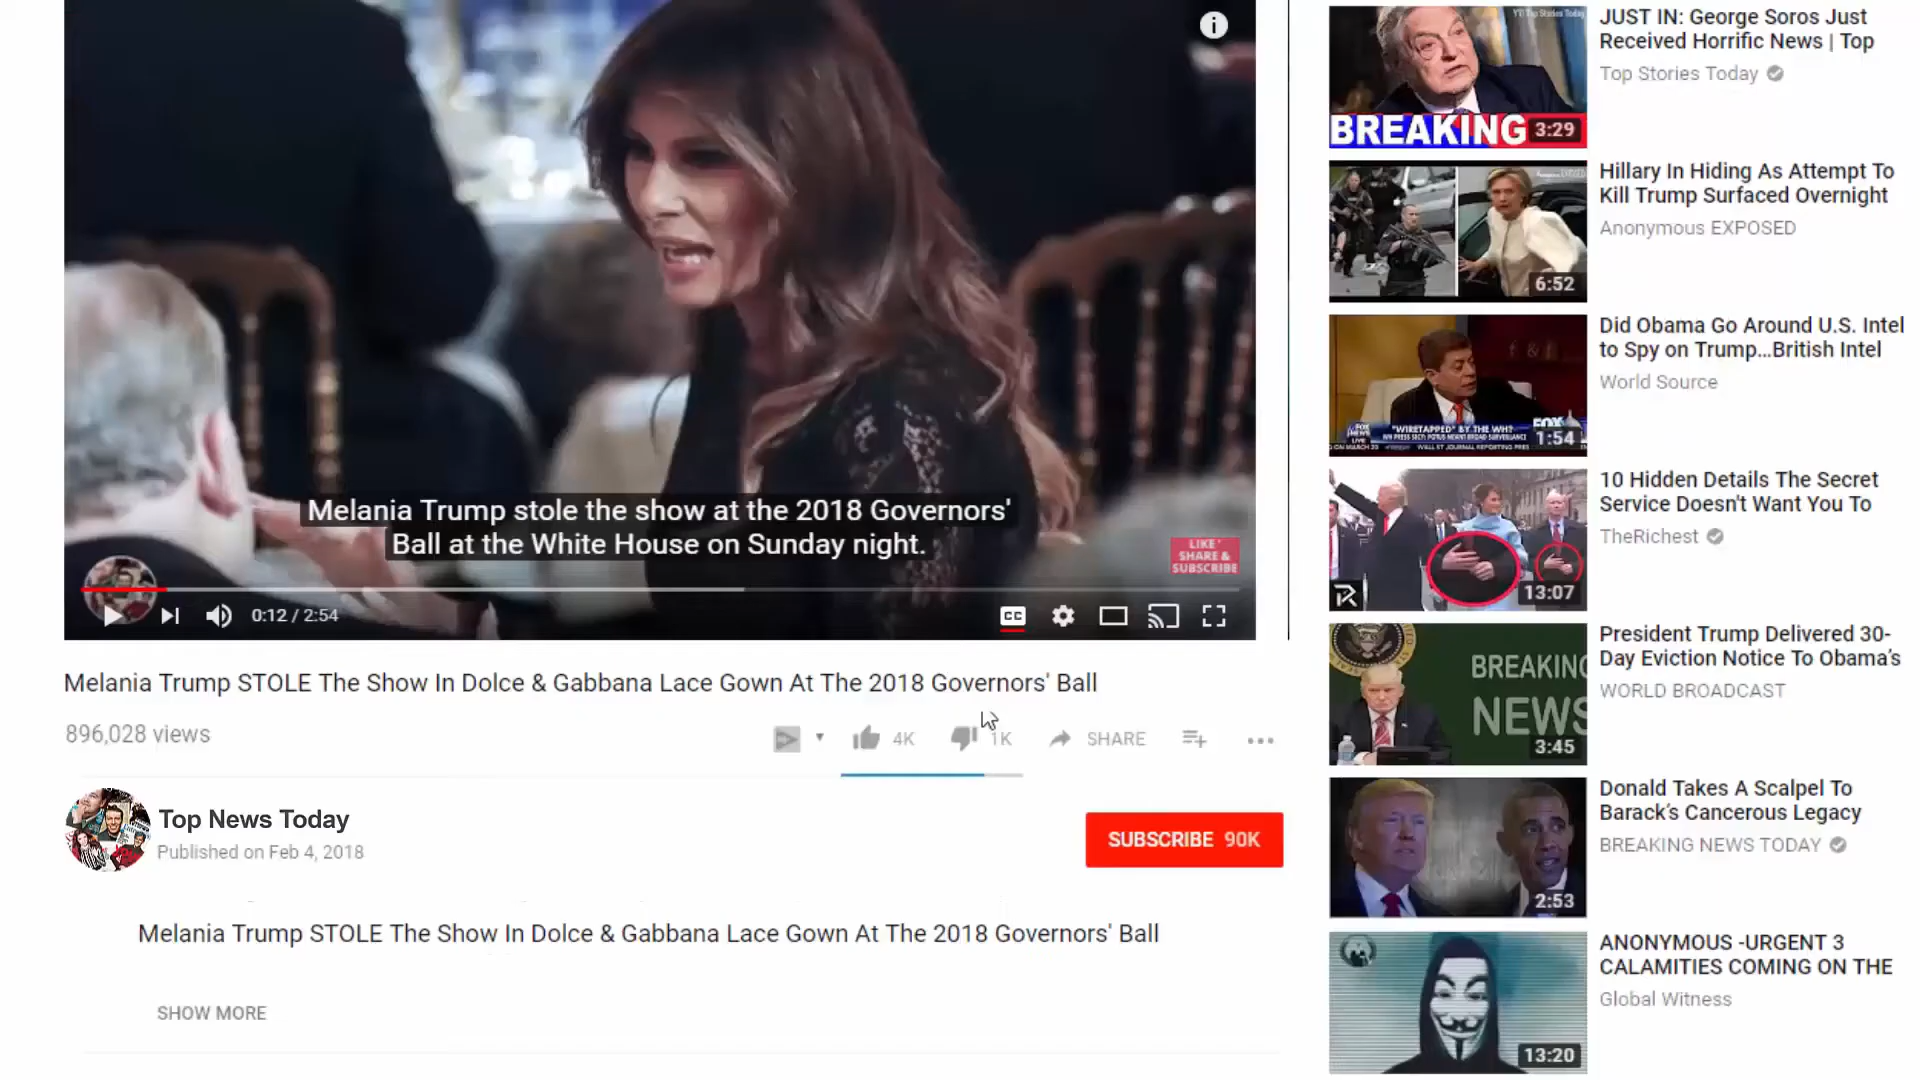 Melania Trump stole the show at the 2018 Governors'
Ball at the White House on Sunday night.
LIKE
SHARE &
SUBSCRIBE
0:12 / 2:54
CC
Melania Trump STOLE The Show In Dolce & Gabbana Lace Gown At The 2018 Governors' Ball
896,028 views
4K
1K
SHARE
Top News Today
Published on Feb 4, 2018
SUBSCRIBE 90K
Melania Trump STOLE The Show In Dolce & Gabbana Lace Gown At The 2018 Governors' Ball
SHOW MORE
BREAKING
3:29
JUST IN: George Soros Just
Received Horrific News | Top
Top Stories Today
6:52
Hillary In Hiding As Attempt To
Kill Trump Surfaced Overnight
Anonymous EXPOSED
"WIRETAPPED" BY THE WH?
1:54
Did Obama Go Around U.S. Intel
to Spy on Trump...British Intel
World Source
13:07
10 Hidden Details The Secret
Service Doesn't Want You To
TheRichest
BREAKING
NEWS
3:45
President Trump Delivered 30-
Day Eviction Notice To Obama's
WORLD BROADCAST
2:53
Donald Takes A Scalpel To
Barack's Cancerous Legacy
BREAKING NEWS TODAY
13:20
ANONYMOUS -URGENT 3
CALAMITIES COMING ON THE
Global Witness